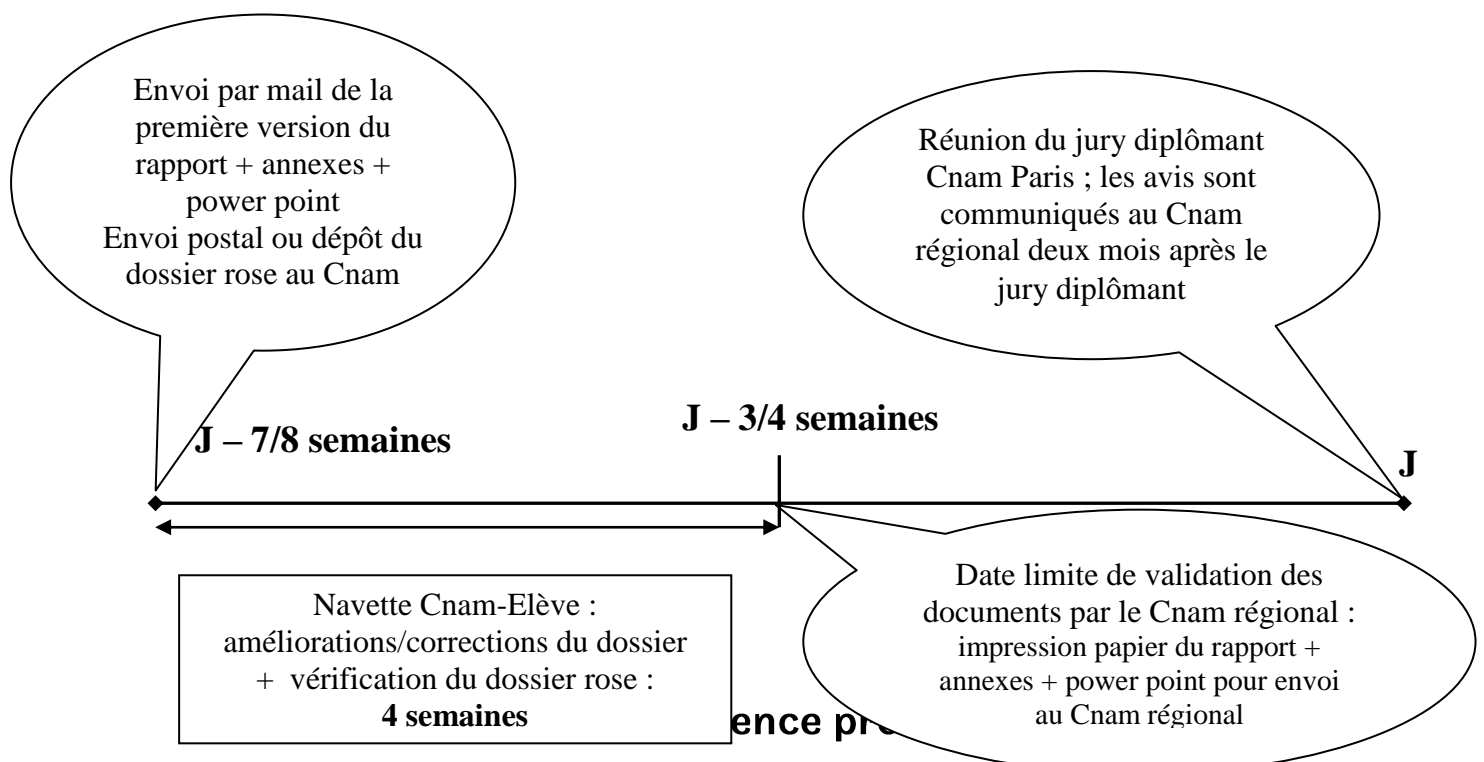 Envoi par mail de la
première version du
rapport + annexes +
power point
Envoi postal ou dépôt du
dossier rose au Cnam
Réunion du jury diplômant
Cnam Paris ; les avis sont
communiqués au Cnam
régional deux mois après le
jury diplômant
J – 7/8 semaines
J – 3/4 semaines
J
Navette Cnam-Elève :
améliorations/corrections du dossier
+ vérification du dossier rose :
4 semaines
Date limite de validation des
documents par le Cnam régional :
impression papier du rapport +
annexes + power point pour envoi
au Cnam régional